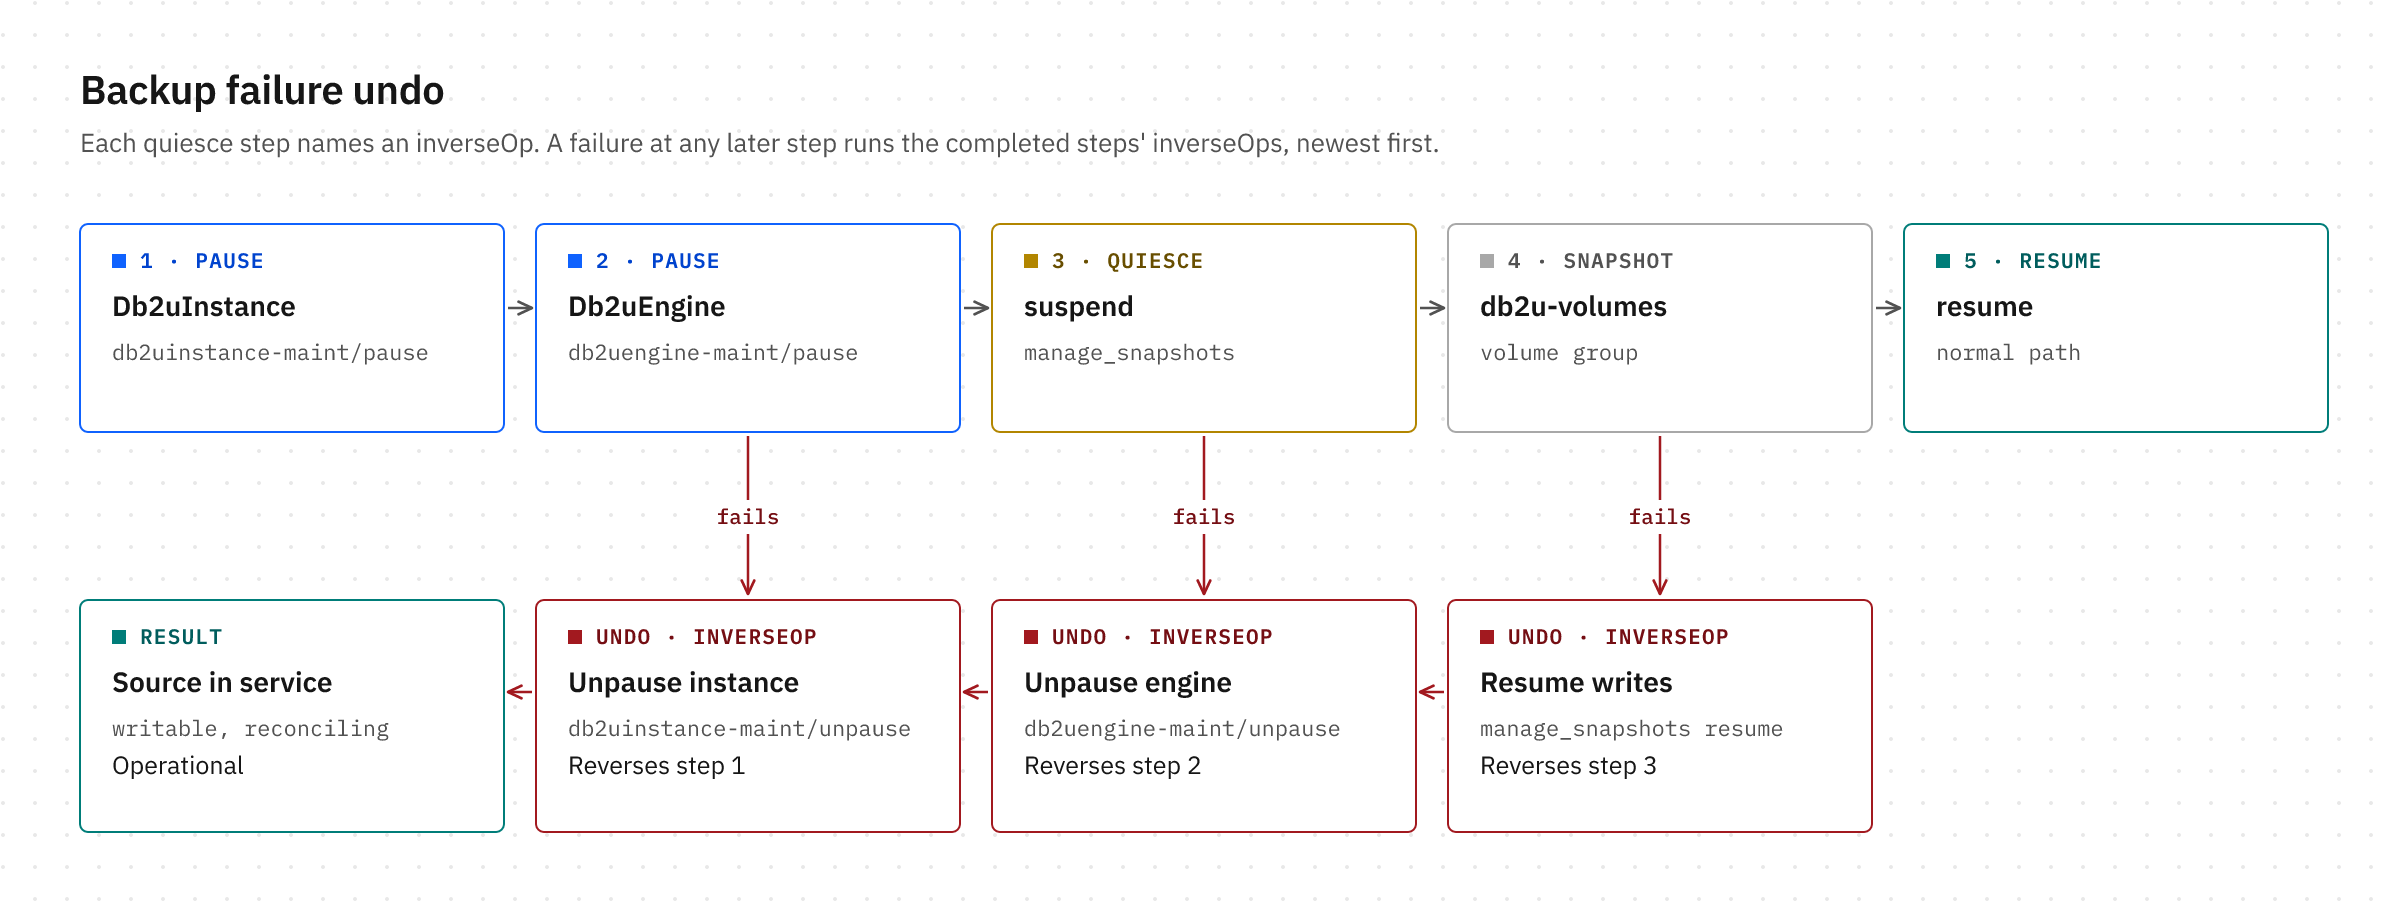 Backup failure undo
Each quiesce step names an inverseOp. A failure at any later step runs the completed steps' inverseOps, newest first.
1 · PAUSE
Db2uInstance
db2uinstance-maint/pause
2 · PAUSE
Db2uEngine
db2uengine-maint/pause
3 · QUIESCE
suspend
manage_snapshots
4 · SNAPSHOT
db2u-volumes
volume group
5 · RESUME
resume
normal path
fails
fails
fails
RESULT
Source in service
writable, reconciling
Operational
UNDO · INVERSEOP
Unpause instance
db2uinstance-maint/unpause
Reverses step 1
UNDO · INVERSEOP
Unpause engine
db2uengine-maint/unpause
Reverses step 2
UNDO · INVERSEOP
Resume writes
manage_snapshots resume
Reverses step 3